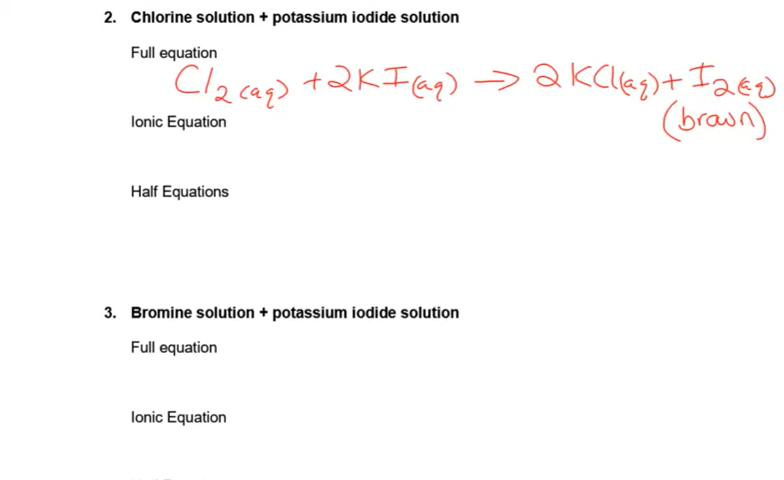 2. Chlorine solution + potassium iodide solution
Full equation
Cl2(aq) + 2KI(aq) → 2KCl(aq) + I2(aq)
(brown)
Ionic Equation
Half Equations
3. Bromine solution + potassium iodide solution
Full equation
Ionic Equation